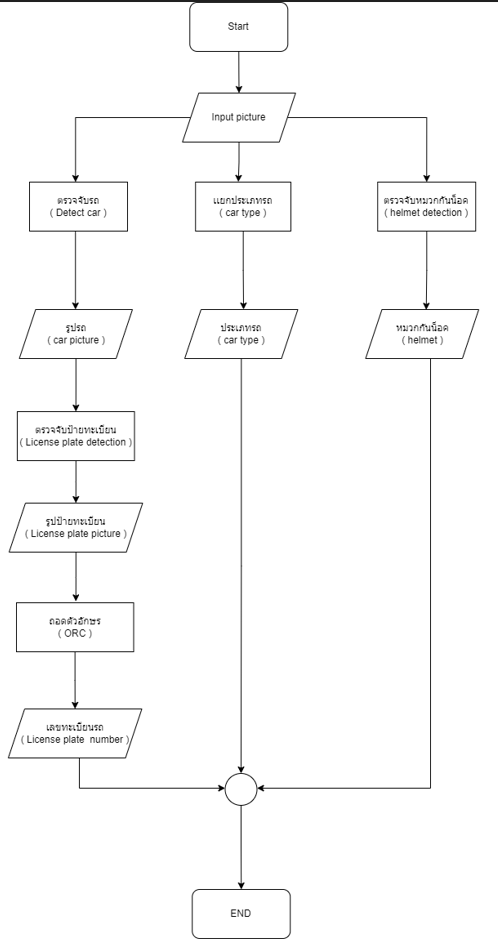 Start
Input picture
ตรวจจับรถ
( Detect car )
แยกประเภทรถ
( car type )
ตรวจจับหมวกกันน็อค
( helmet detection )
รูปรถ
( car picture )
ประเภทรถ
( car type )
หมวกกันน็อค
( helmet )
ตรวจจับป้ายทะเบียน
( License plate detection )
รูปป้ายทะเบียน
( License plate picture )
ถอดตัวอักษร
( ORC )
เลขทะเบียนรถ
( License plate  number )
END